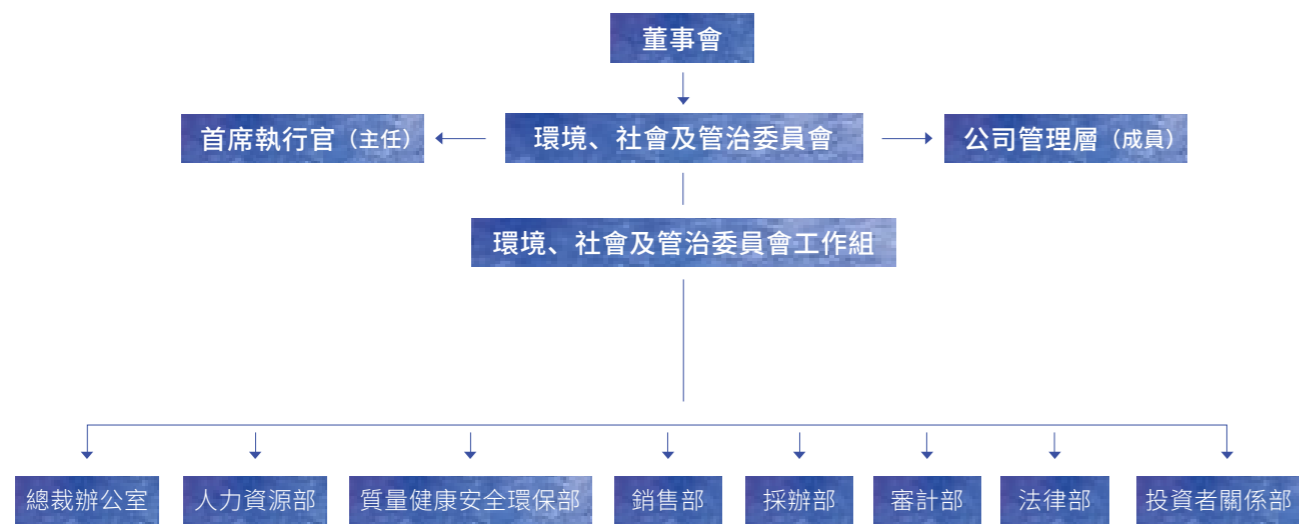 董事會
首席執行官（主任）
環境、社會及管治委員會
公司管理層（成員）
環境、社會及管治委員會工作組
總裁辦公室
人力資源部
質量健康安全環保部
銷售部
採辦部
審計部
法律部
投資者關係部